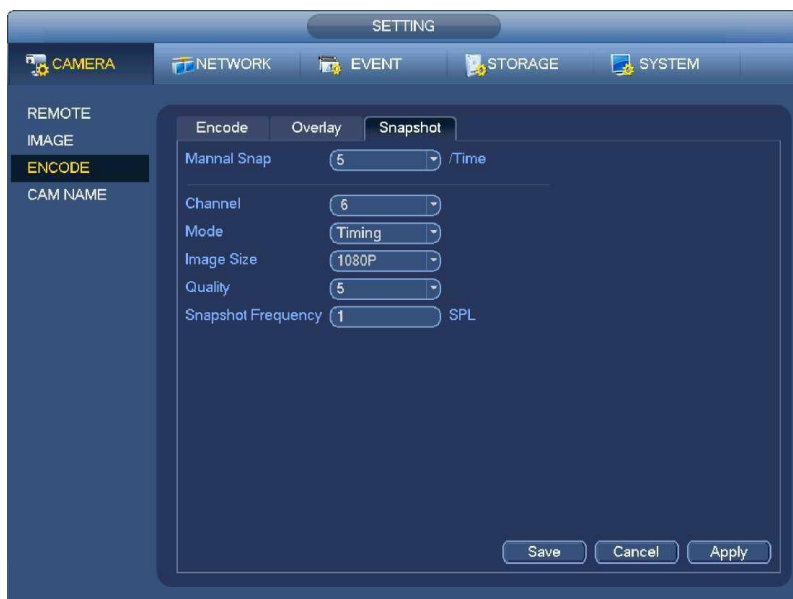 SETTING
CAMERA NETWORK EVENT STORAGE SYSTEM
REMOTE
IMAGE
ENCODE
CAM NAME
Encode Overlay Snapshot
Mannal Snap 5 /Time
Channel 6
Mode Timing
Image Size 1080P
Quality 5
Snapshot Frequency 1 SPL
Save Cancel Apply